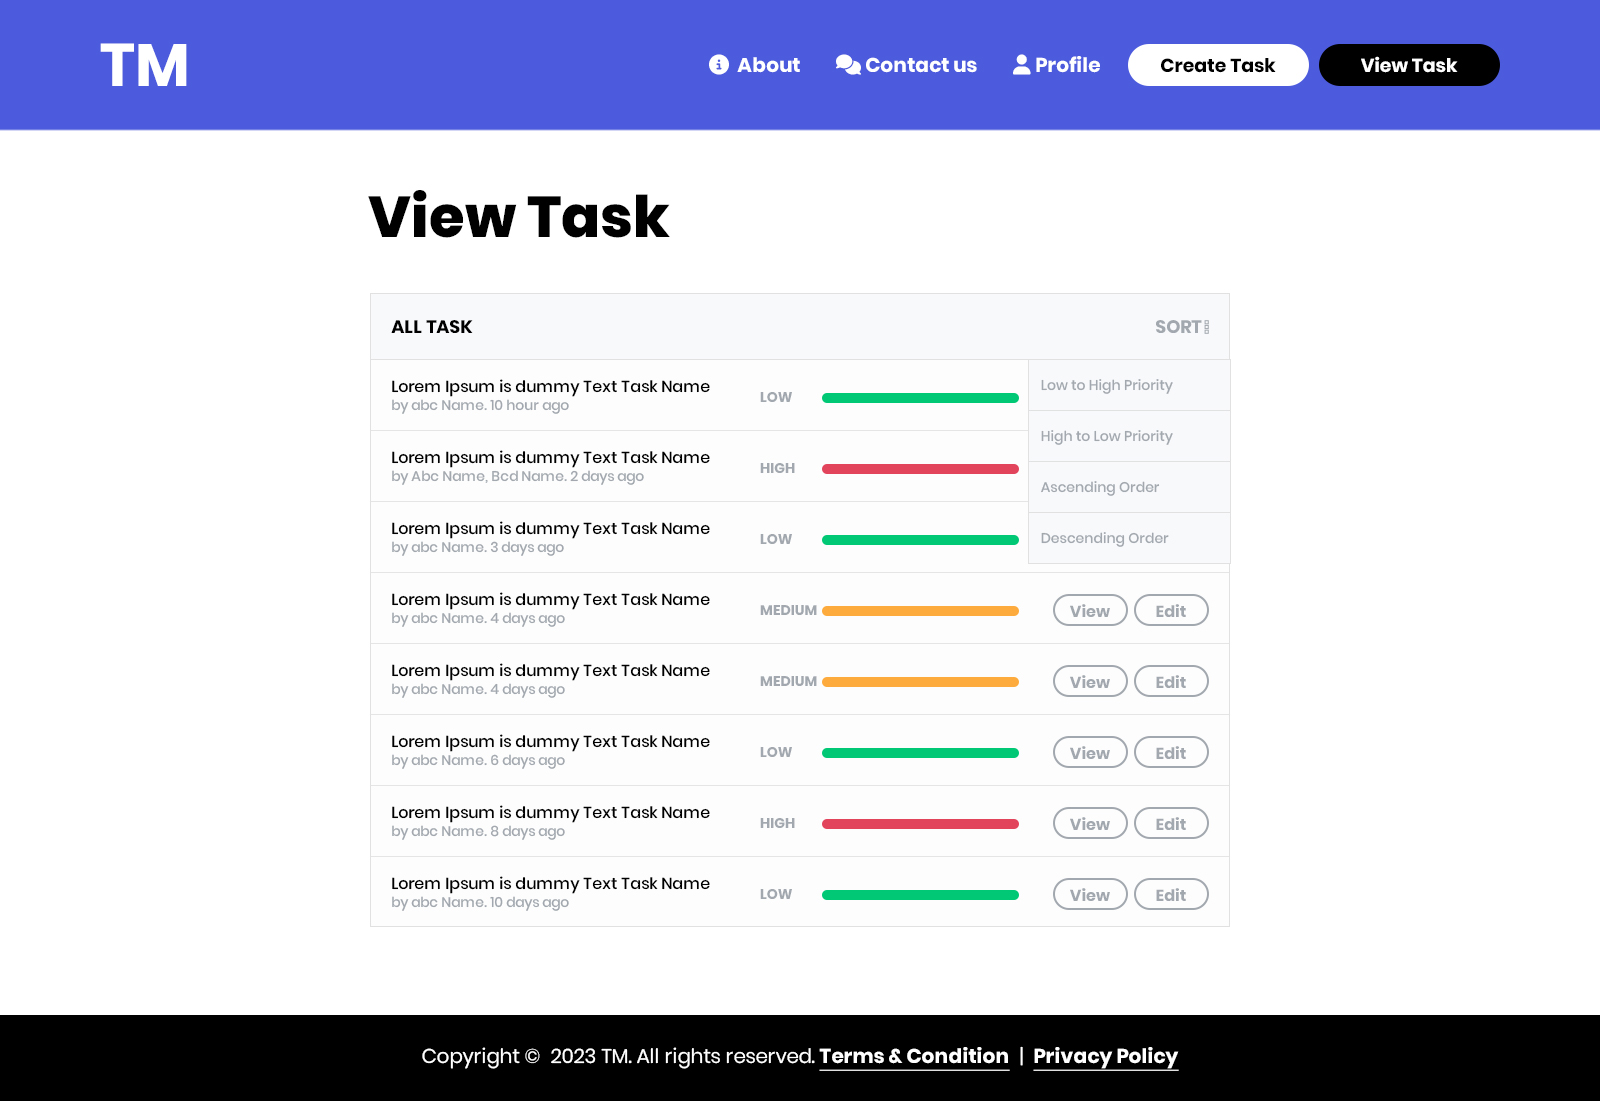 TM
About
Contact us
Profile
Create Task
View Task
View Task
ALL TASK
SORT
Lorem Ipsum is dummy Text Task Name
by abc Name. 10 hour ago
LOW
Low to High Priority
High to Low Priority
Ascending Order
Descending Order
Lorem Ipsum is dummy Text Task Name
by Abc Name, Bcd Name. 2 days ago
HIGH
Lorem Ipsum is dummy Text Task Name
by abc Name. 3 days ago
LOW
Lorem Ipsum is dummy Text Task Name
by abc Name. 4 days ago
MEDIUM
View
Edit
Lorem Ipsum is dummy Text Task Name
by abc Name. 4 days ago
MEDIUM
View
Edit
Lorem Ipsum is dummy Text Task Name
by abc Name. 6 days ago
LOW
View
Edit
Lorem Ipsum is dummy Text Task Name
by abc Name. 8 days ago
HIGH
View
Edit
Lorem Ipsum is dummy Text Task Name
by abc Name. 10 days ago
LOW
View
Edit
Copyright © 2023 TM. All rights reserved. Terms & Condition | Privacy Policy